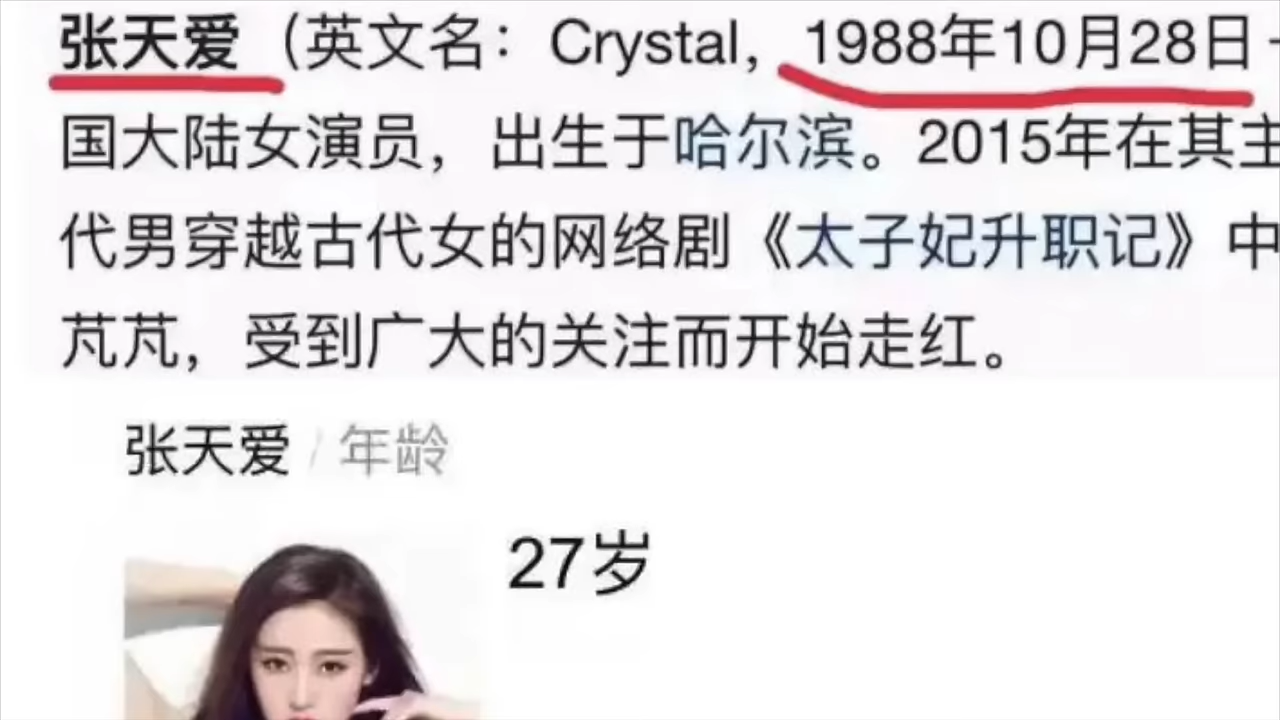 张天爱（英文名：Crystal，1988年10月28日
国大陆女演员，出生于哈尔滨。2015年在其主
代男穿越古代女的网络剧《太子妃升职记》中
芃芃，受到广大的关注而开始走红。
张天爱 / 年龄
27岁